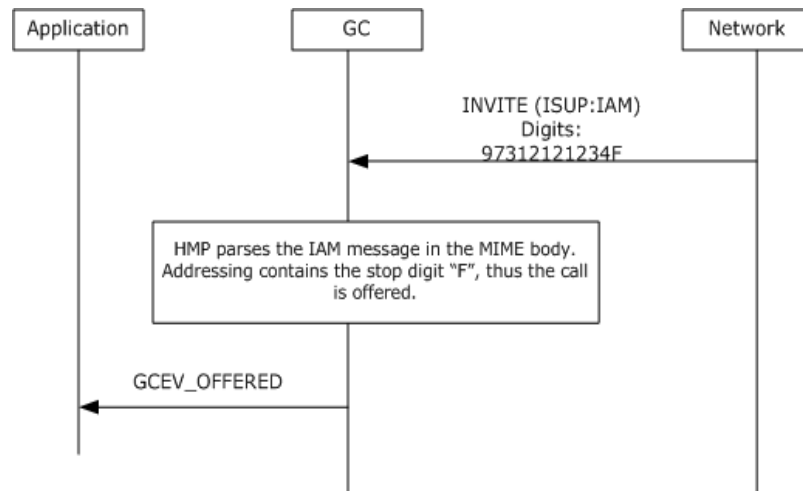 Application
GC
Network
INVITE (ISUP:IAM)
Digits:
97312121234F
HMP parses the IAM message in the MIME body.
Addressing contains the stop digit “F”, thus the call
is offered.
GCEV_OFFERED